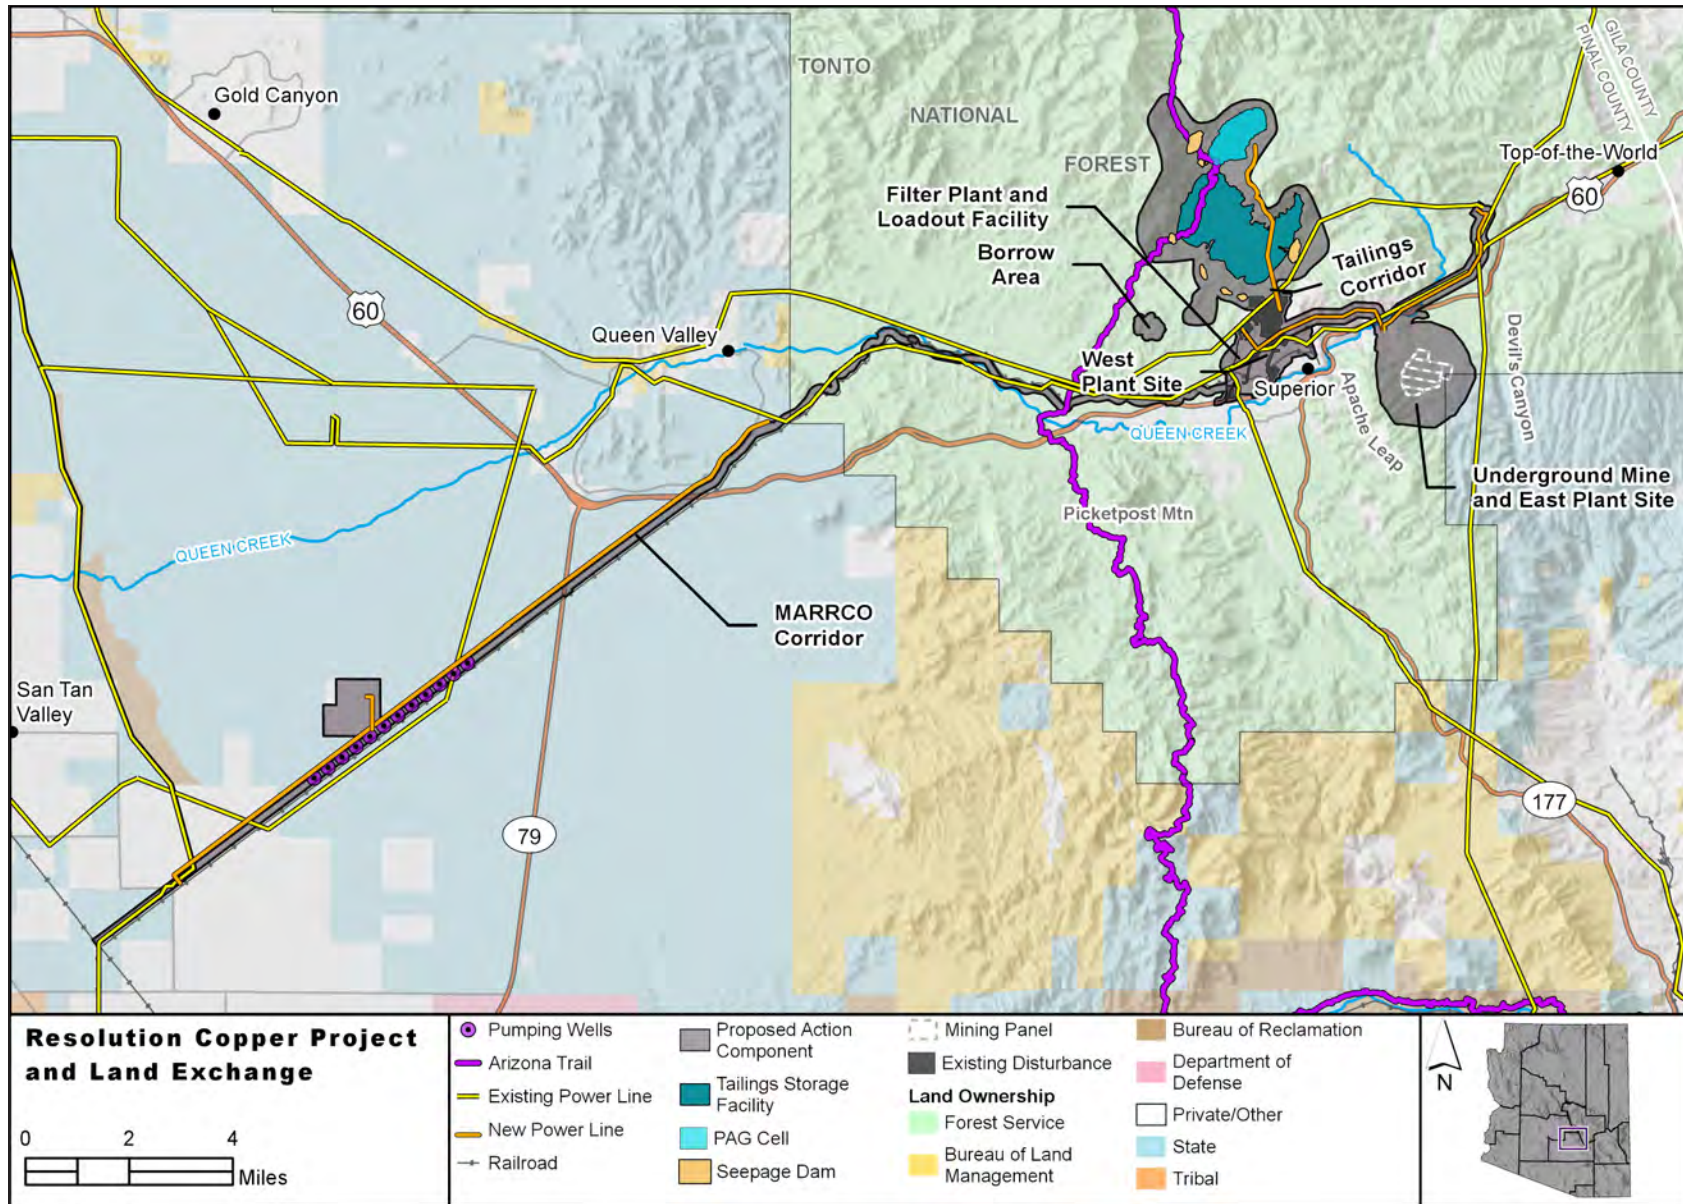 TONTO
NATIONAL
FOREST
GILA COUNTY
PINAL COUNTY
Gold Canyon
Top-of-the-World
60
Filter Plant and
Loadout Facility
Borrow
Area
Tailings
Corridor
60
Queen Valley
West
Plant Site
Superior
Apache Leap
Devil's Canyon
QUEEN CREEK
Underground Mine
and East Plant Site
Picketpost Mtn
QUEEN CREEK
MARRCO
Corridor
San Tan
Valley
79
177
Resolution Copper Project
and Land Exchange
0 2 4
Miles
Pumping Wells
Arizona Trail
Existing Power Line
New Power Line
Railroad
Proposed Action
Component
Tailings Storage
Facility
PAG Cell
Seepage Dam
Mining Panel
Existing Disturbance
Land Ownership
Forest Service
Bureau of Land
Management
Bureau of Reclamation
Department of
Defense
Private/Other
State
Tribal
N